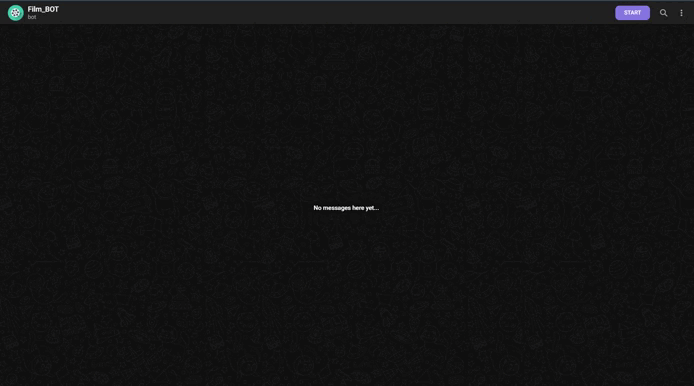 Film_BOT
bot
START
No messages here yet...